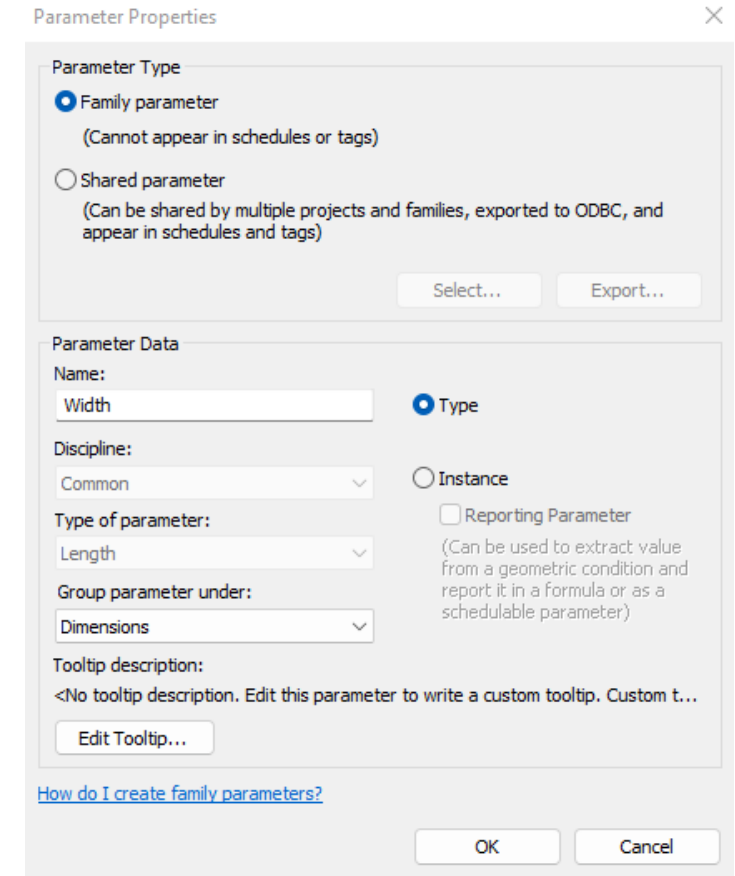 Parameter Properties
Parameter Type
Family parameter
(Cannot appear in schedules or tags)
Shared parameter
(Can be shared by multiple projects and families, exported to ODBC, and
appear in schedules and tags)
Select...
Export...
Parameter Data
Name:
Width
Type
Discipline:
Common
Instance
Reporting Parameter
(Can be used to extract value
from a geometric condition and
report it in a formula or as a
schedulable parameter)
Type of parameter:
Length
Group parameter under:
Dimensions
Tooltip description:
<No tooltip description. Edit this parameter to write a custom tooltip. Custom t...
Edit Tooltip...
How do I create family parameters?
OK
Cancel